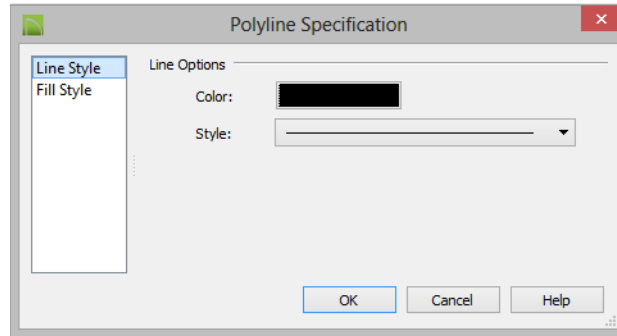 Polyline Specification
Line Style
Fill Style
Line Options
Color:
Style:
OK
Cancel
Help